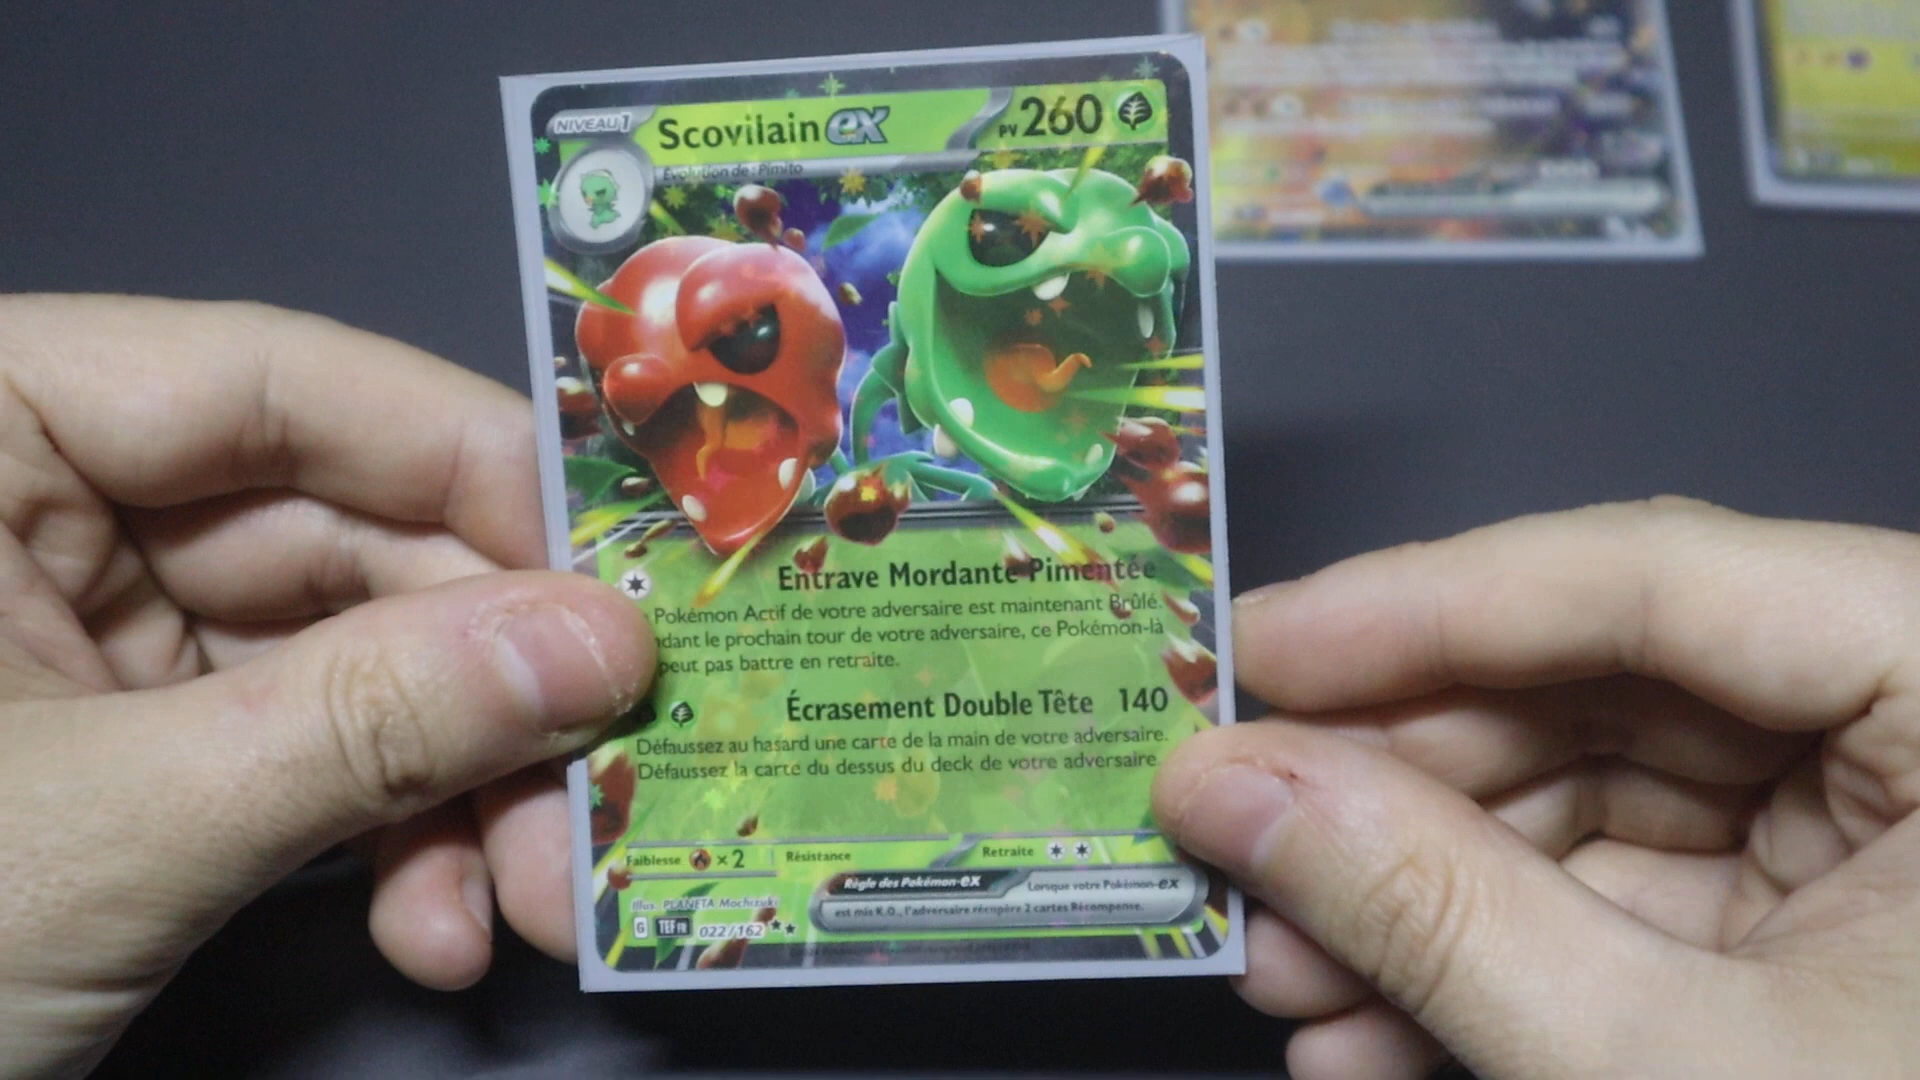 NIVEAU 1
Scovilain ex
PV 260
Évolution de : Pimito
Entrave Mordante Pimentée
Pokémon Actif de votre adversaire est maintenant Brûlé.
dant le prochain tour de votre adversaire, ce Pokémon-là
peut pas battre en retraite.
Écrasement Double Tête 140
Défaussez au hasard une carte de la main de votre adversaire.
Défaussez la carte du dessus du deck de votre adversaire.
Faiblesse ×2 Résistance Retraite
Règle des Pokémon-ex Lorsque votre Pokémon-ex
est mis K.O., l'adversaire récupère 2 cartes Récompense.
Illus. PLANETA Mochizuki
G TEF FR 022/162